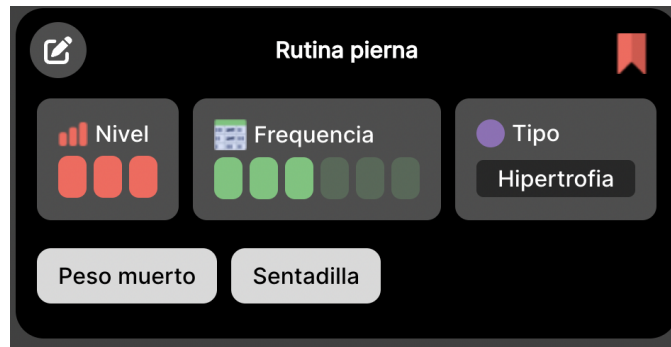 Rutina pierna
Nivel
Frequencia
Tipo
Hipertrofia
Peso muerto
Sentadilla